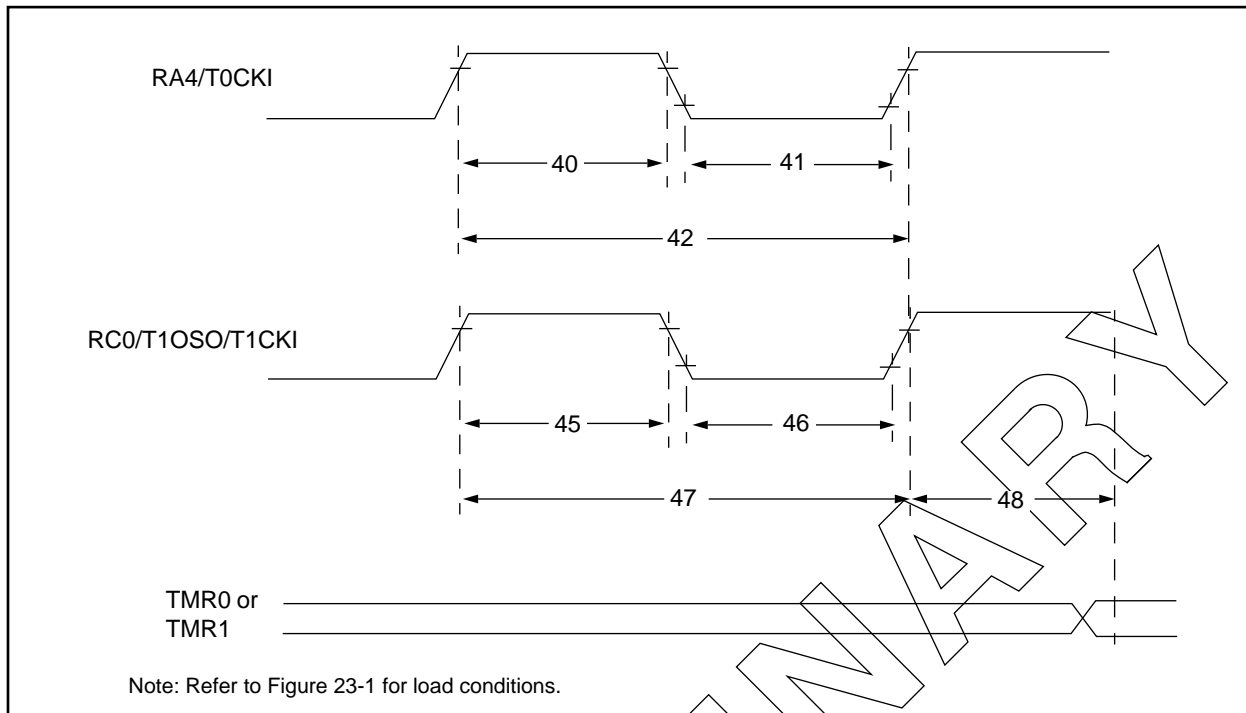 RA4/T0CKI
40
41
42
RC0/T1OSO/T1CKI
45
46
47
48
TMR0 or
TMR1
Note: Refer to Figure 23-1 for load conditions.
NARY